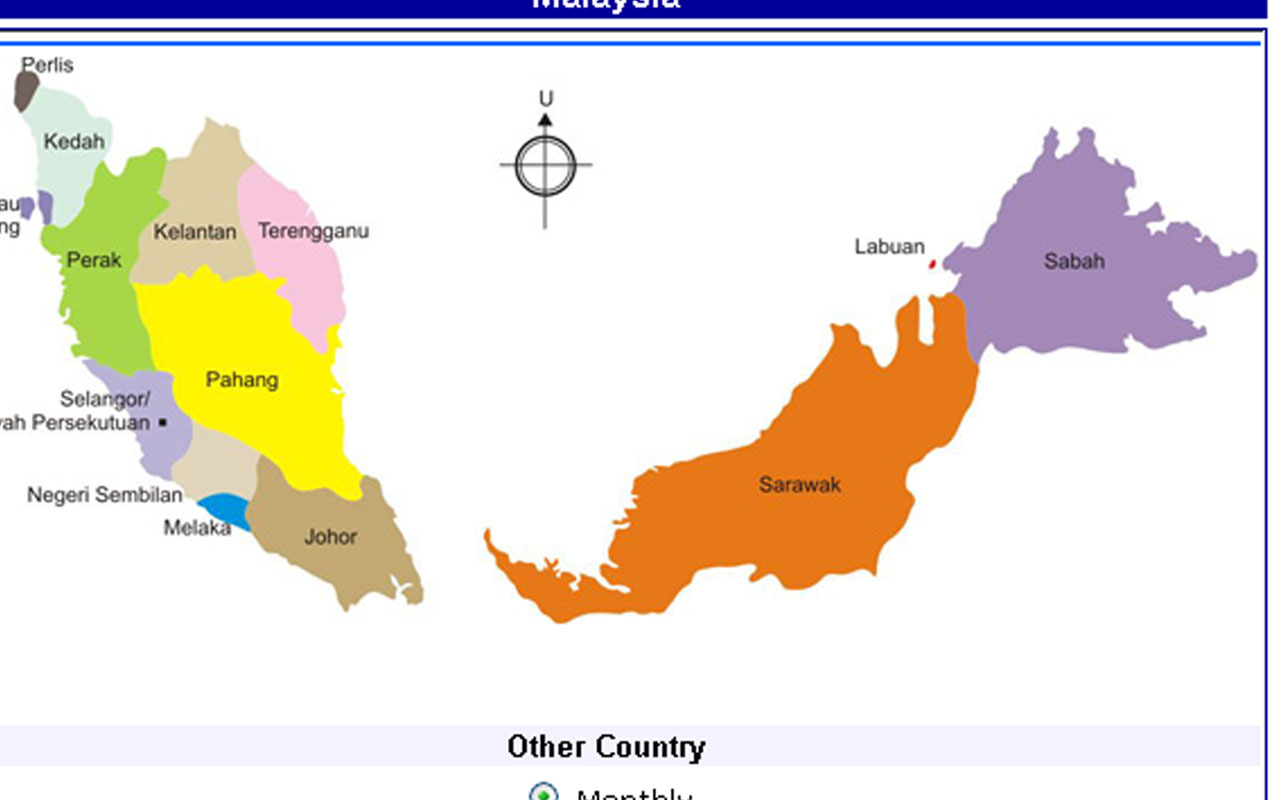 Malaysia
Perlis
U
Kedah
au
ng
Kelantan
Terengganu
Perak
Labuan
Sabah
Pahang
Selangor/
yah Persekutuan
Sarawak
Negeri Sembilan
Melaka
Johor
Other Country
Monthly